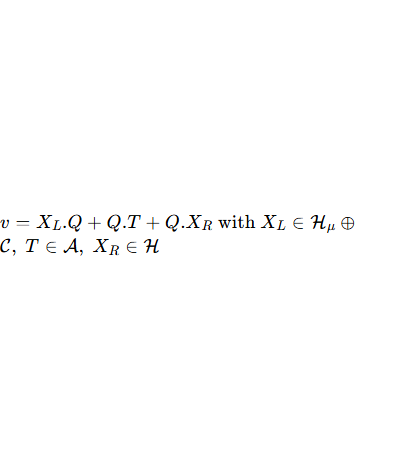 v = X_L.Q + Q.T + Q.X_R with X_L ∈ ℋ_μ ⊕
𝒞, T ∈ 𝒜, X_R ∈ ℋ